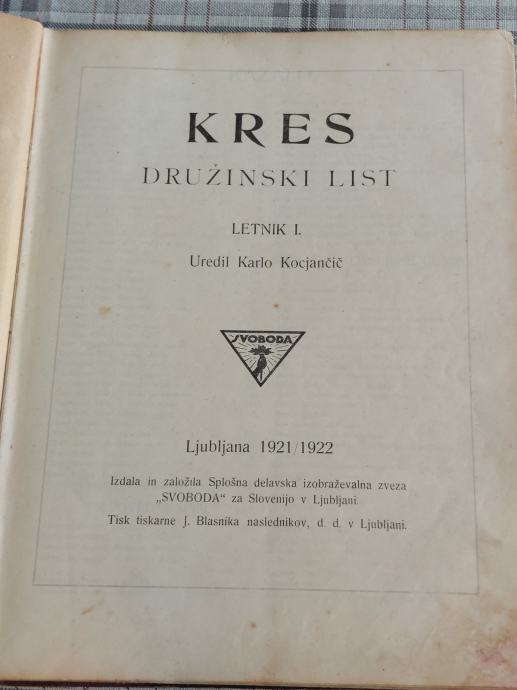 KRES
DRUŽINSKI LIST
LETNIK I.
Uredil Karlo Kocjančič
SVOBODA
Ljubljana 1921/1922
Izdala in založila Splošna delavska izobraževalna zveza
„SVOBODA“ za Slovenijo v Ljubljani.
Tisk tiskarne J. Blasnika naslednikov, d. d. v Ljubljani.